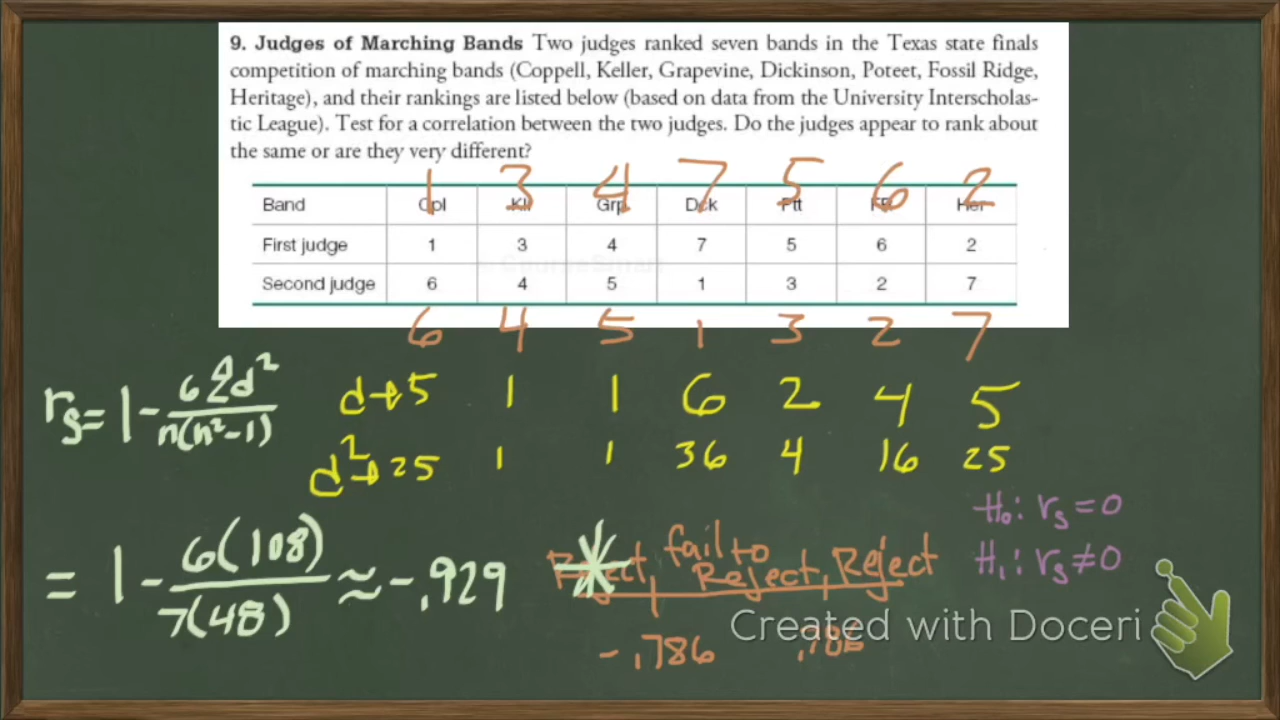 9. Judges of Marching Bands Two judges ranked seven bands in the Texas state finals
competition of marching bands (Coppell, Keller, Grapevine, Dickinson, Poteet, Fossil Ridge,
Heritage), and their rankings are listed below (based on data from the University Interscholas-
tic League). Test for a correlation between the two judges. Do the judges appear to rank about
the same or are they very different?
1 3 4 7 5 6 2
Band Cpl Klr Grp Dck Ptt FR Her
First judge 1 3 4 7 5 6 2
Second judge 6 4 5 1 3 2 7
6 4 5 1 3 2 7
rs = 1 - 6Σd² / n(n²-1)
d→ 5 1 1 6 2 4 5
d²→ 25 1 1 36 4 16 25
H₀: rs = 0
H₁: rs ≠ 0
= 1 - 6(108) / 7(48) ≈ -.929
Reject, fail to Reject, Reject
-.786 .786
Created with Doceri